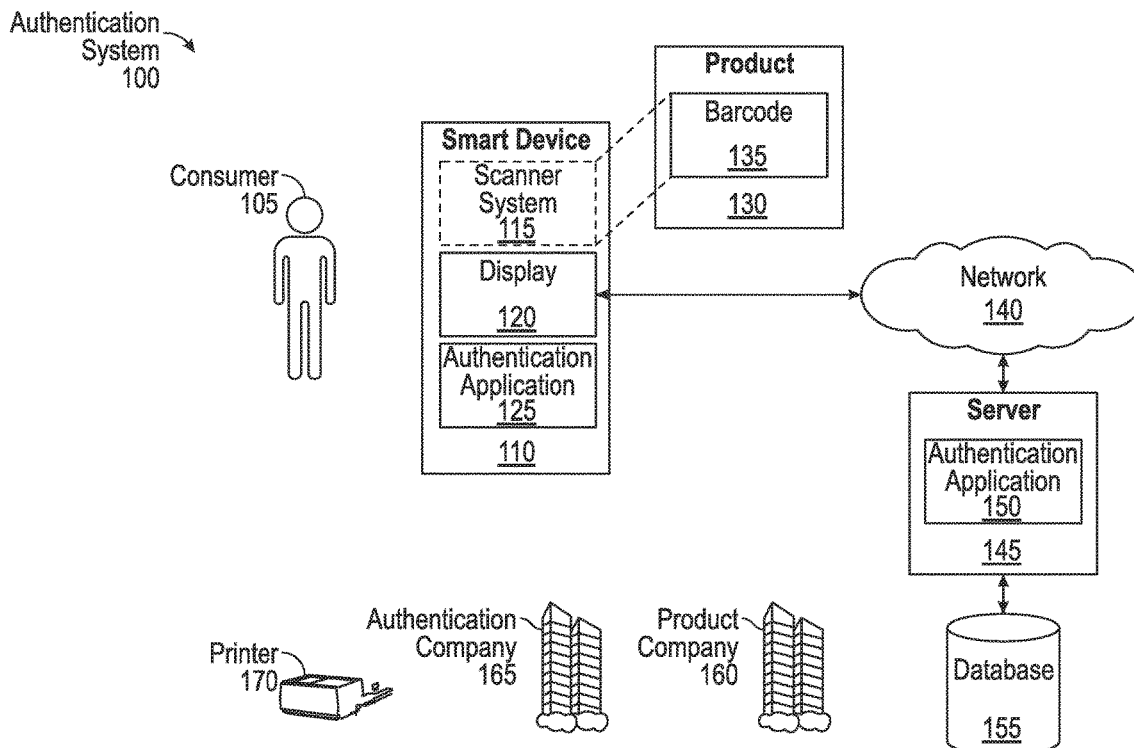 Authentication
System
100
Product
Barcode
135
130
Smart Device
Scanner
System
115
Display
120
Authentication
Application
125
110
Consumer
105
Network
140
Server
Authentication
Application
150
145
Database
155
Authentication
Company
165
Product
Company
160
Printer
170